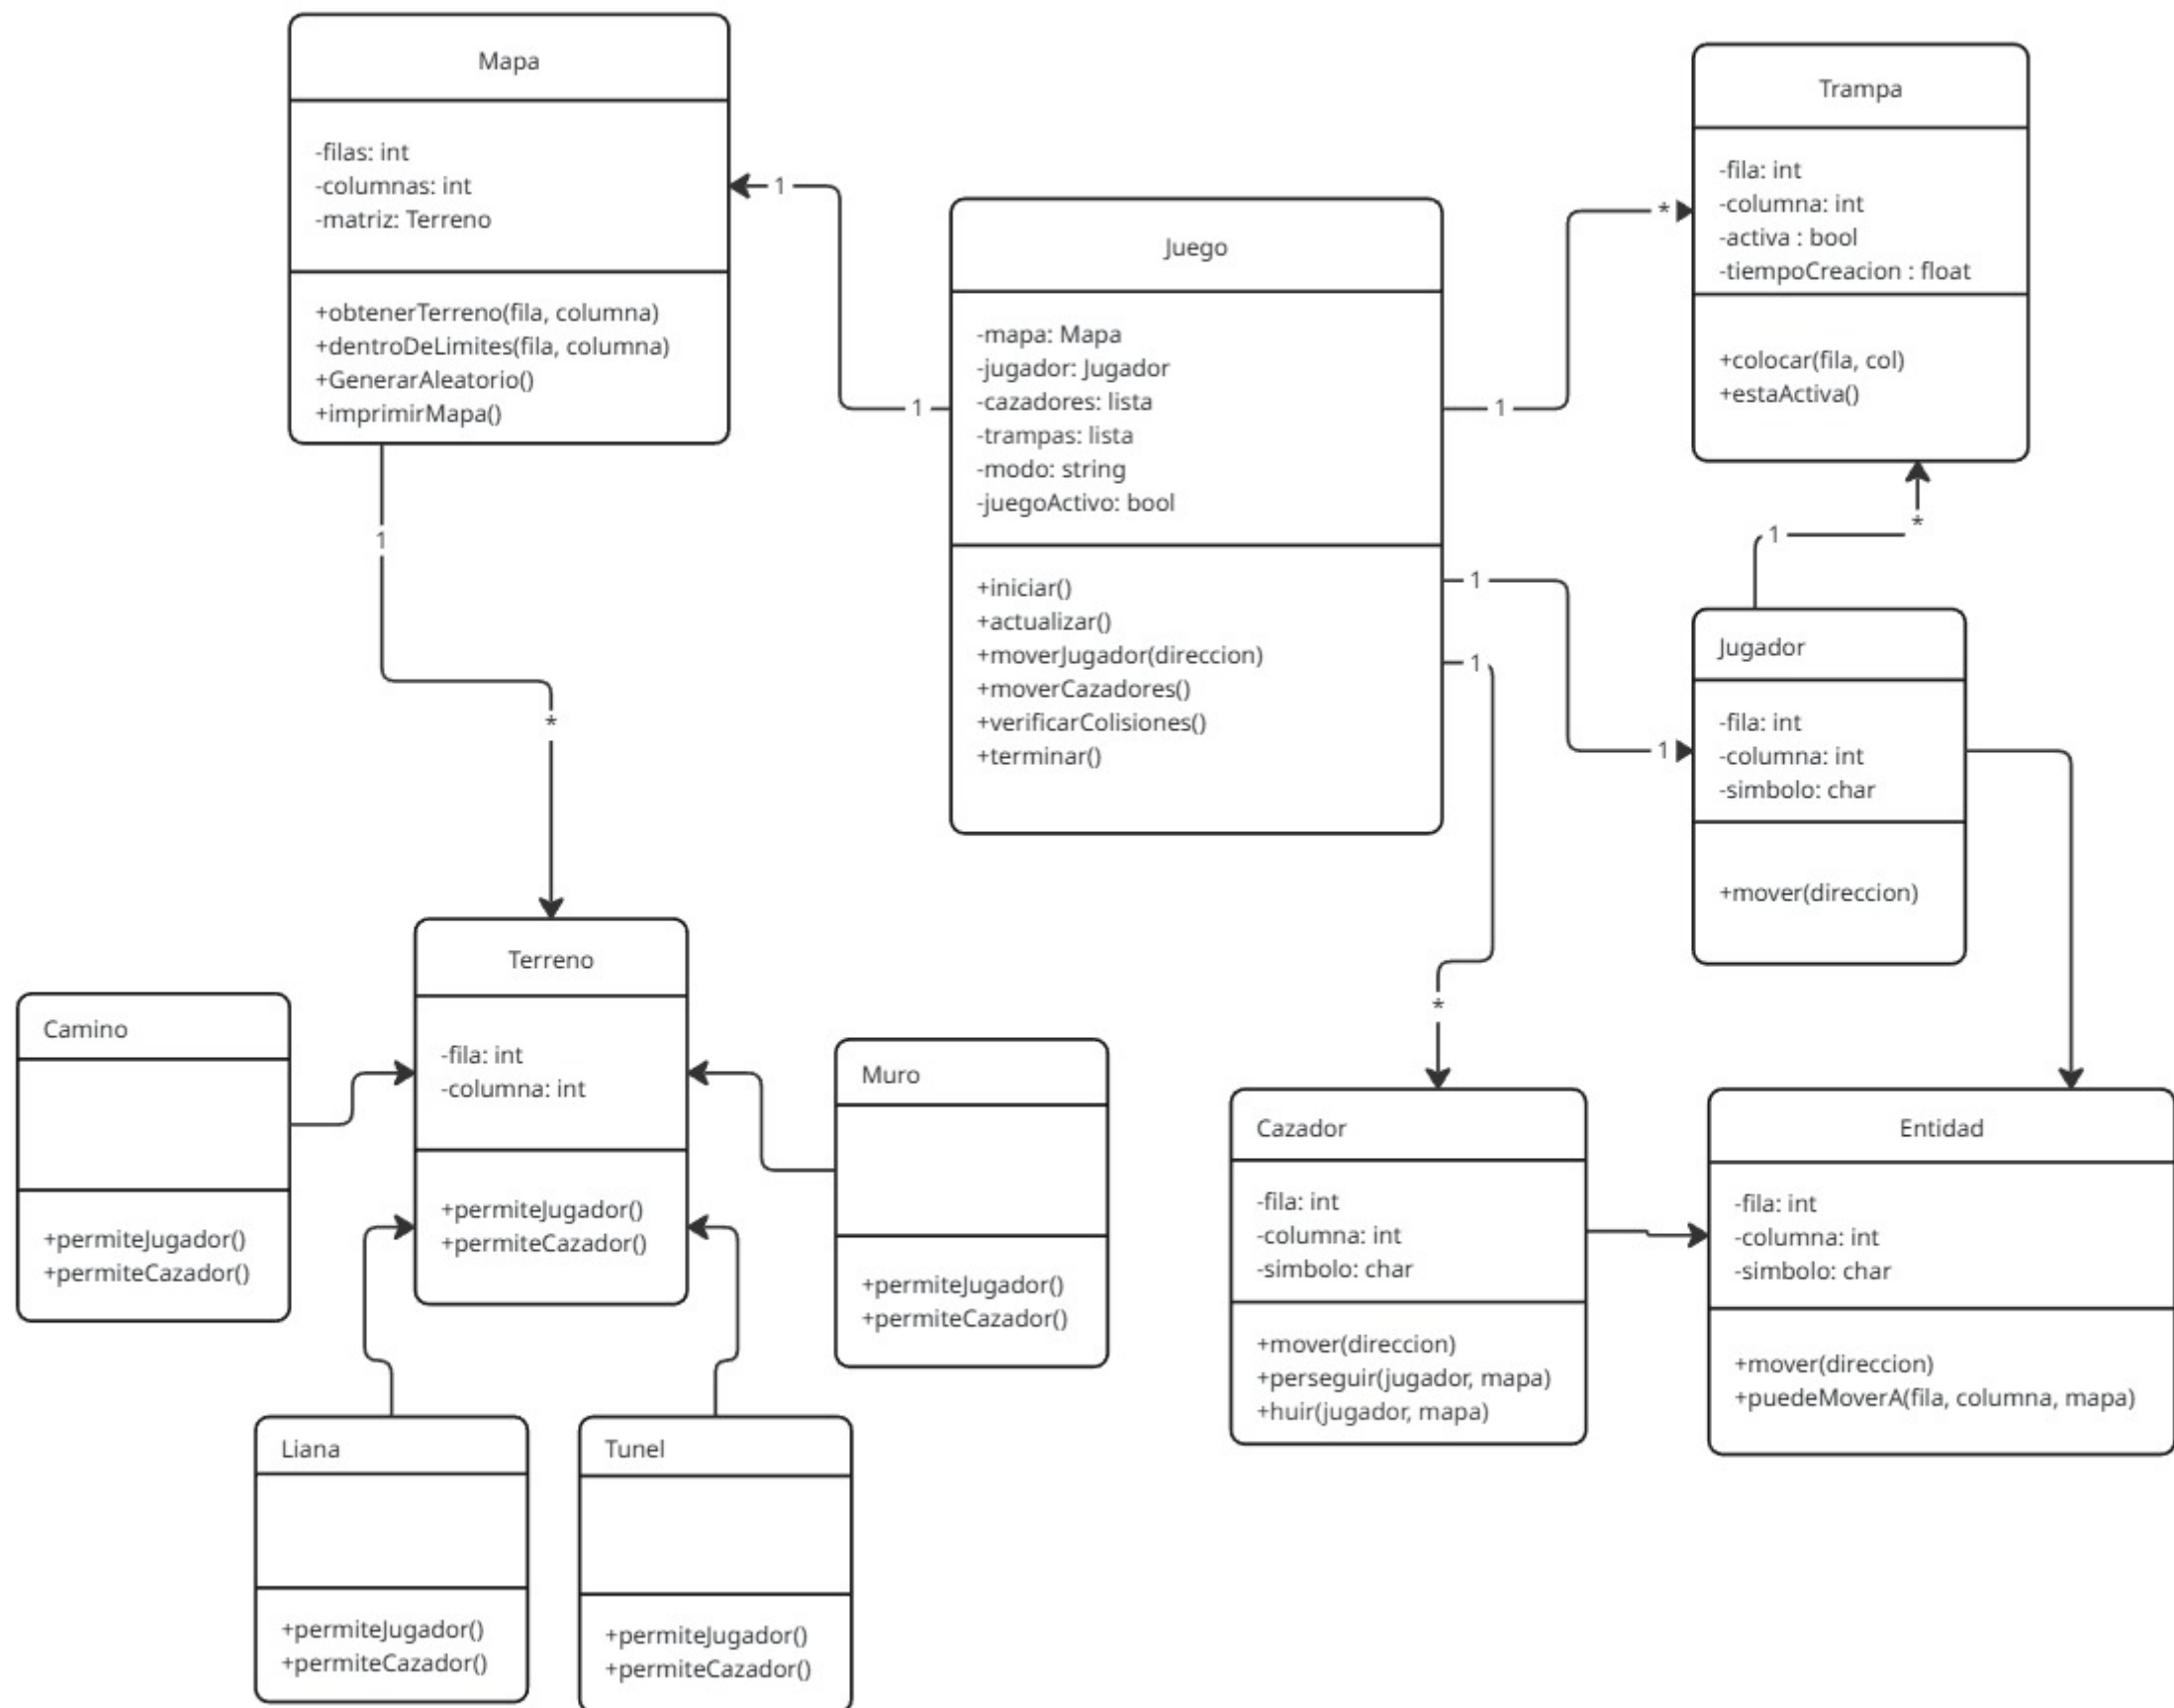 Mapa
-filas: int
-columnas: int
-matriz: Terreno
+obtenerTerreno(fila, columna)
+dentroDeLimites(fila, columna)
+GenerarAleatorio()
+imprimirMapa()
1
1
Juego
-mapa: Mapa
-jugador: Jugador
-cazadores: lista
-trampas: lista
-modo: string
-juegoActivo: bool
+iniciar()
+actualizar()
+moverJugador(direccion)
+moverCazadores()
+verificarColisiones()
+terminar()
1
*
Trampa
-fila: int
-columna: int
-activa : bool
-tiempoCreacion : float
+colocar(fila, col)
+estaActiva()
*
1
1
1
Jugador
-fila: int
-columna: int
-simbolo: char
+mover(direccion)
1
*
1
*
Terreno
-fila: int
-columna: int
+permiteJugador()
+permiteCazador()
Camino
+permiteJugador()
+permiteCazador()
Muro
+permiteJugador()
+permiteCazador()
Cazador
-fila: int
-columna: int
-simbolo: char
+mover(direccion)
+perseguir(jugador, mapa)
+huir(jugador, mapa)
Entidad
-fila: int
-columna: int
-simbolo: char
+mover(direccion)
+puedeMoverA(fila, columna, mapa)
Liana
+permiteJugador()
+permiteCazador()
Tunel
+permiteJugador()
+permiteCazador()